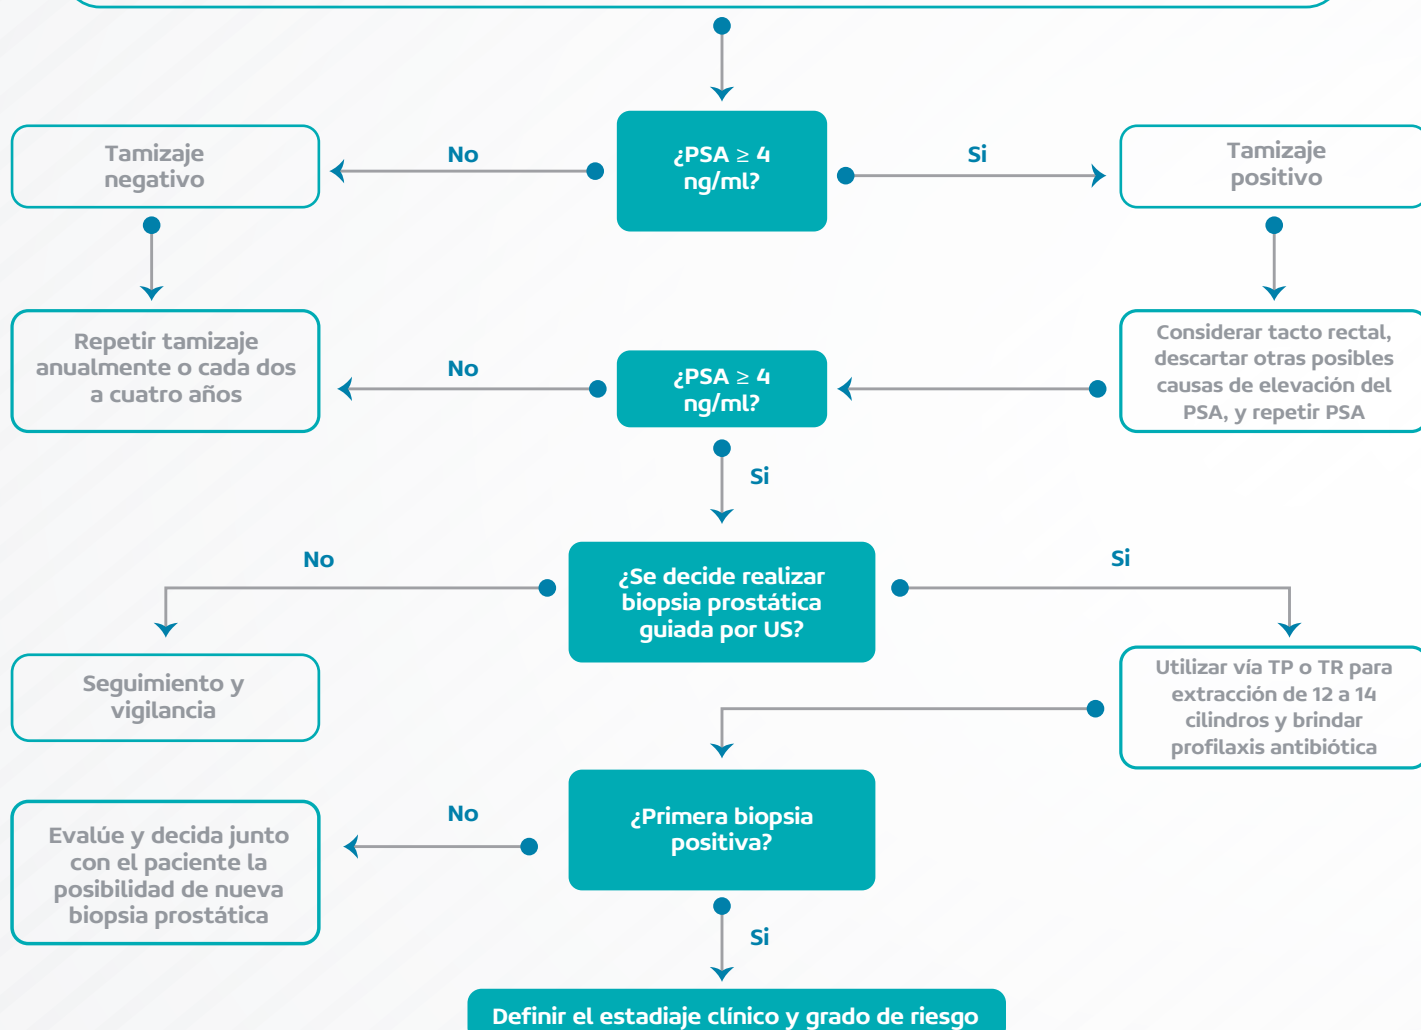 ¿PSA ≥ 4
ng/ml?
No
Si
Tamizaje
negativo
Tamizaje
positivo
Repetir tamizaje
anualmente o cada dos
a cuatro años
No
¿PSA ≥ 4
ng/ml?
Considerar tacto rectal,
descartar otras posibles
causas de elevación del
PSA, y repetir PSA
Si
No
¿Se decide realizar
biopsia prostática
guiada por US?
Si
Seguimiento y
vigilancia
Utilizar vía TP o TR para
extracción de 12 a 14
cilindros y brindar
profilaxis antibiótica
Evalúe y decida junto
con el paciente la
posibilidad de nueva
biopsia prostática
No
¿Primera biopsia
positiva?
Si
Definir el estadiaje clínico y grado de riesgo